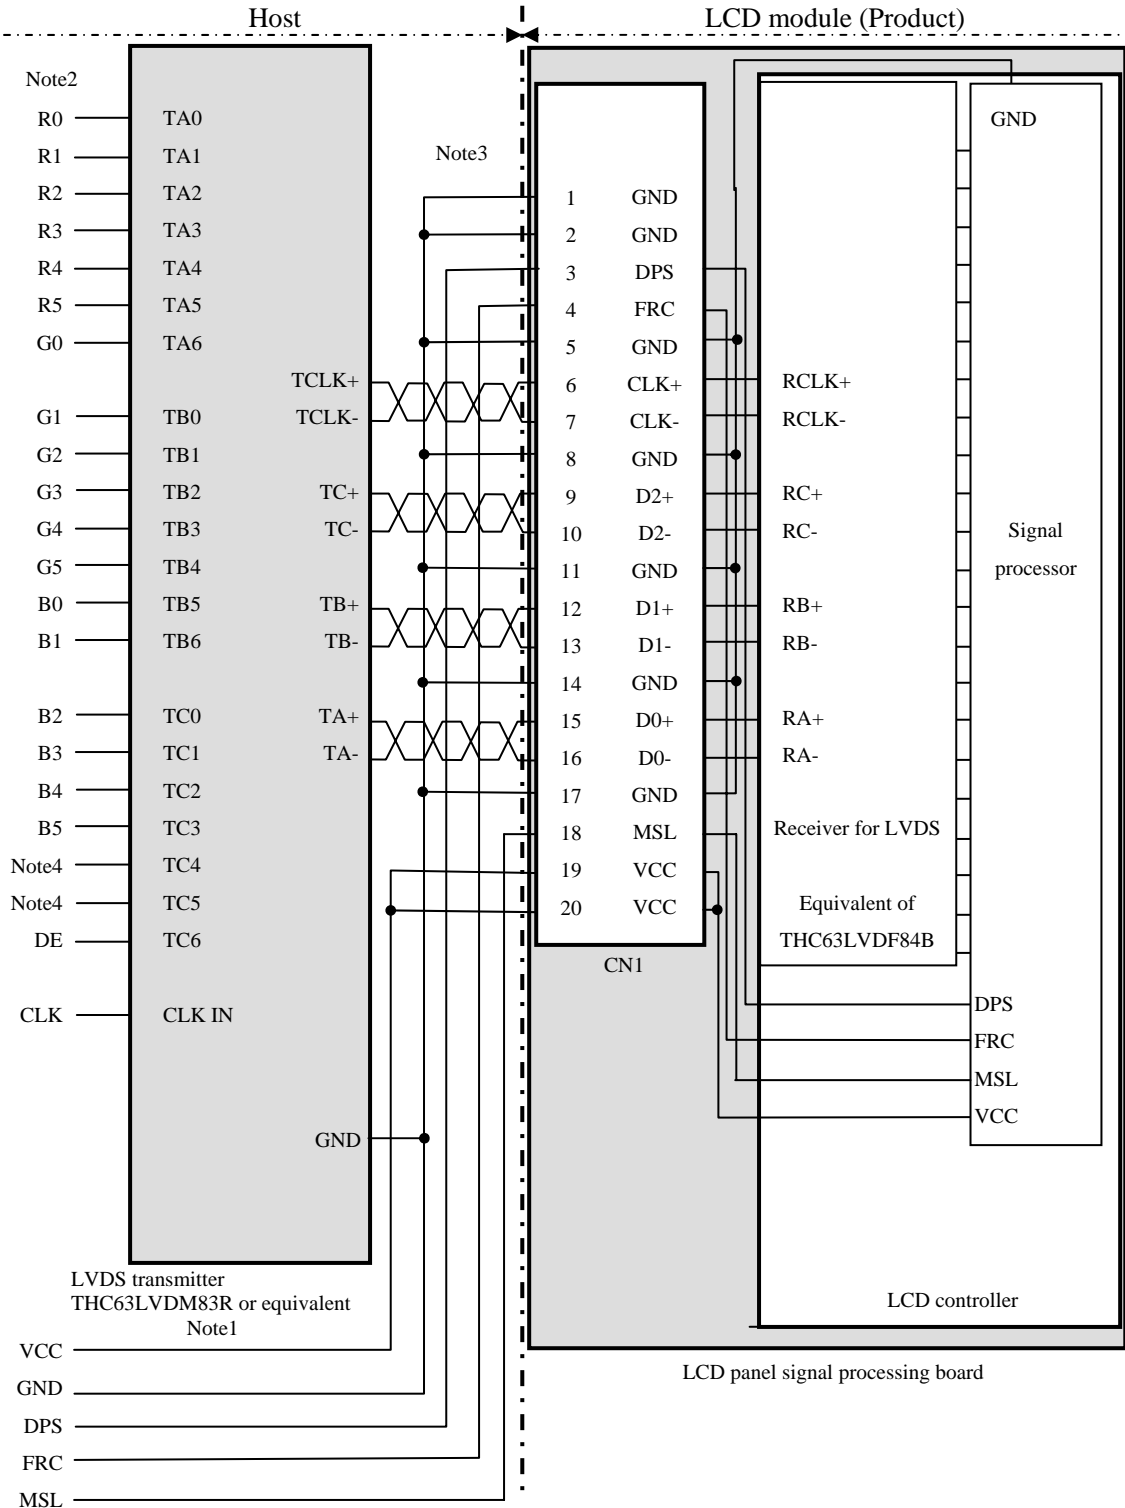 Host
LCD module (Product)
Note2
R0 TA0
R1 TA1
R2 TA2
R3 TA3
R4 TA4
R5 TA5
G0 TA6
G1 TB0
G2 TB1
G3 TB2
G4 TB3
G5 TB4
B0 TB5
B1 TB6
B2 TC0
B3 TC1
B4 TC2
B5 TC3
Note4 TC4
Note4 TC5
DE TC6
CLK CLK IN
TCLK+
TCLK-
TC+
TC-
TB+
TB-
TA+
TA-
GND
LVDS transmitter
THC63LVDM83R or equivalent
Note1
VCC
GND
DPS
FRC
MSL
Note3
1 GND
2 GND
3 DPS
4 FRC
5 GND
6 CLK+
7 CLK-
8 GND
9 D2+
10 D2-
11 GND
12 D1+
13 D1-
14 GND
15 D0+
16 D0-
17 GND
18 MSL
19 VCC
20 VCC
CN1
RCLK+
RCLK-
RC+
RC-
RB+
RB-
RA+
RA-
Receiver for LVDS
Equivalent of
THC63LVDF84B
GND
Signal
processor
DPS
FRC
MSL
VCC
LCD controller
LCD panel signal processing board